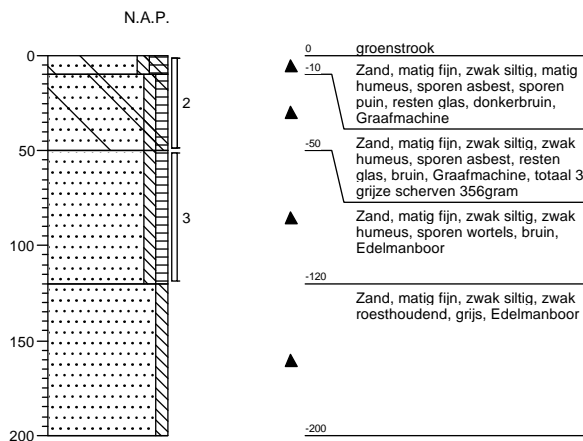 N.A.P.
0
50
100
150
200
2
3
0
groenstrook
-10
Zand, matig fijn, zwak siltig, matig
humeus, sporen asbest, sporen
puin, resten glas, donkerbruin,
Graafmachine
-50
Zand, matig fijn, zwak siltig, zwak
humeus, sporen asbest, resten
glas, bruin, Graafmachine, totaal 3
grijze scherven 356gram
Zand, matig fijn, zwak siltig, zwak
humeus, sporen wortels, bruin,
Edelmanboor
-120
Zand, matig fijn, zwak siltig, zwak
roesthoudend, grijs, Edelmanboor
-200